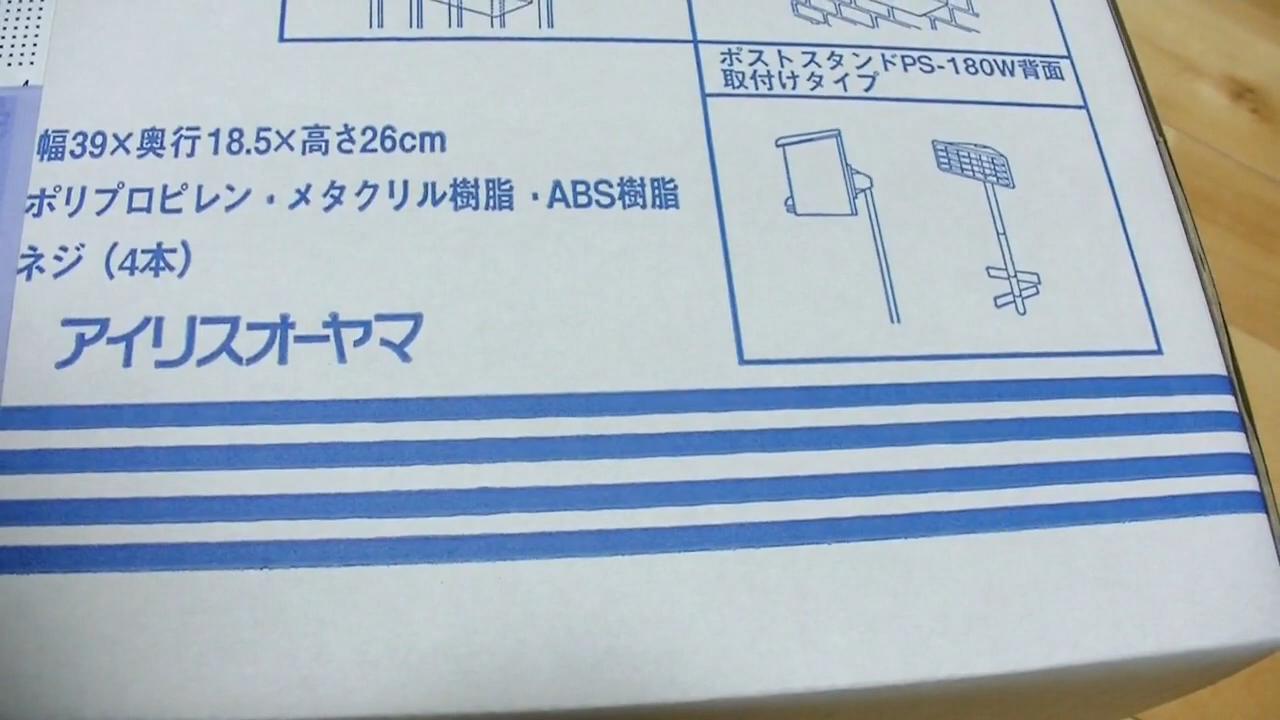 ポストスタンドPS-180W背面
取付けタイプ
幅39×奥行18.5×高さ26cm
ポリプロピレン・メタクリル樹脂・ABS樹脂
ネジ（4本）
アイリスオーヤマ